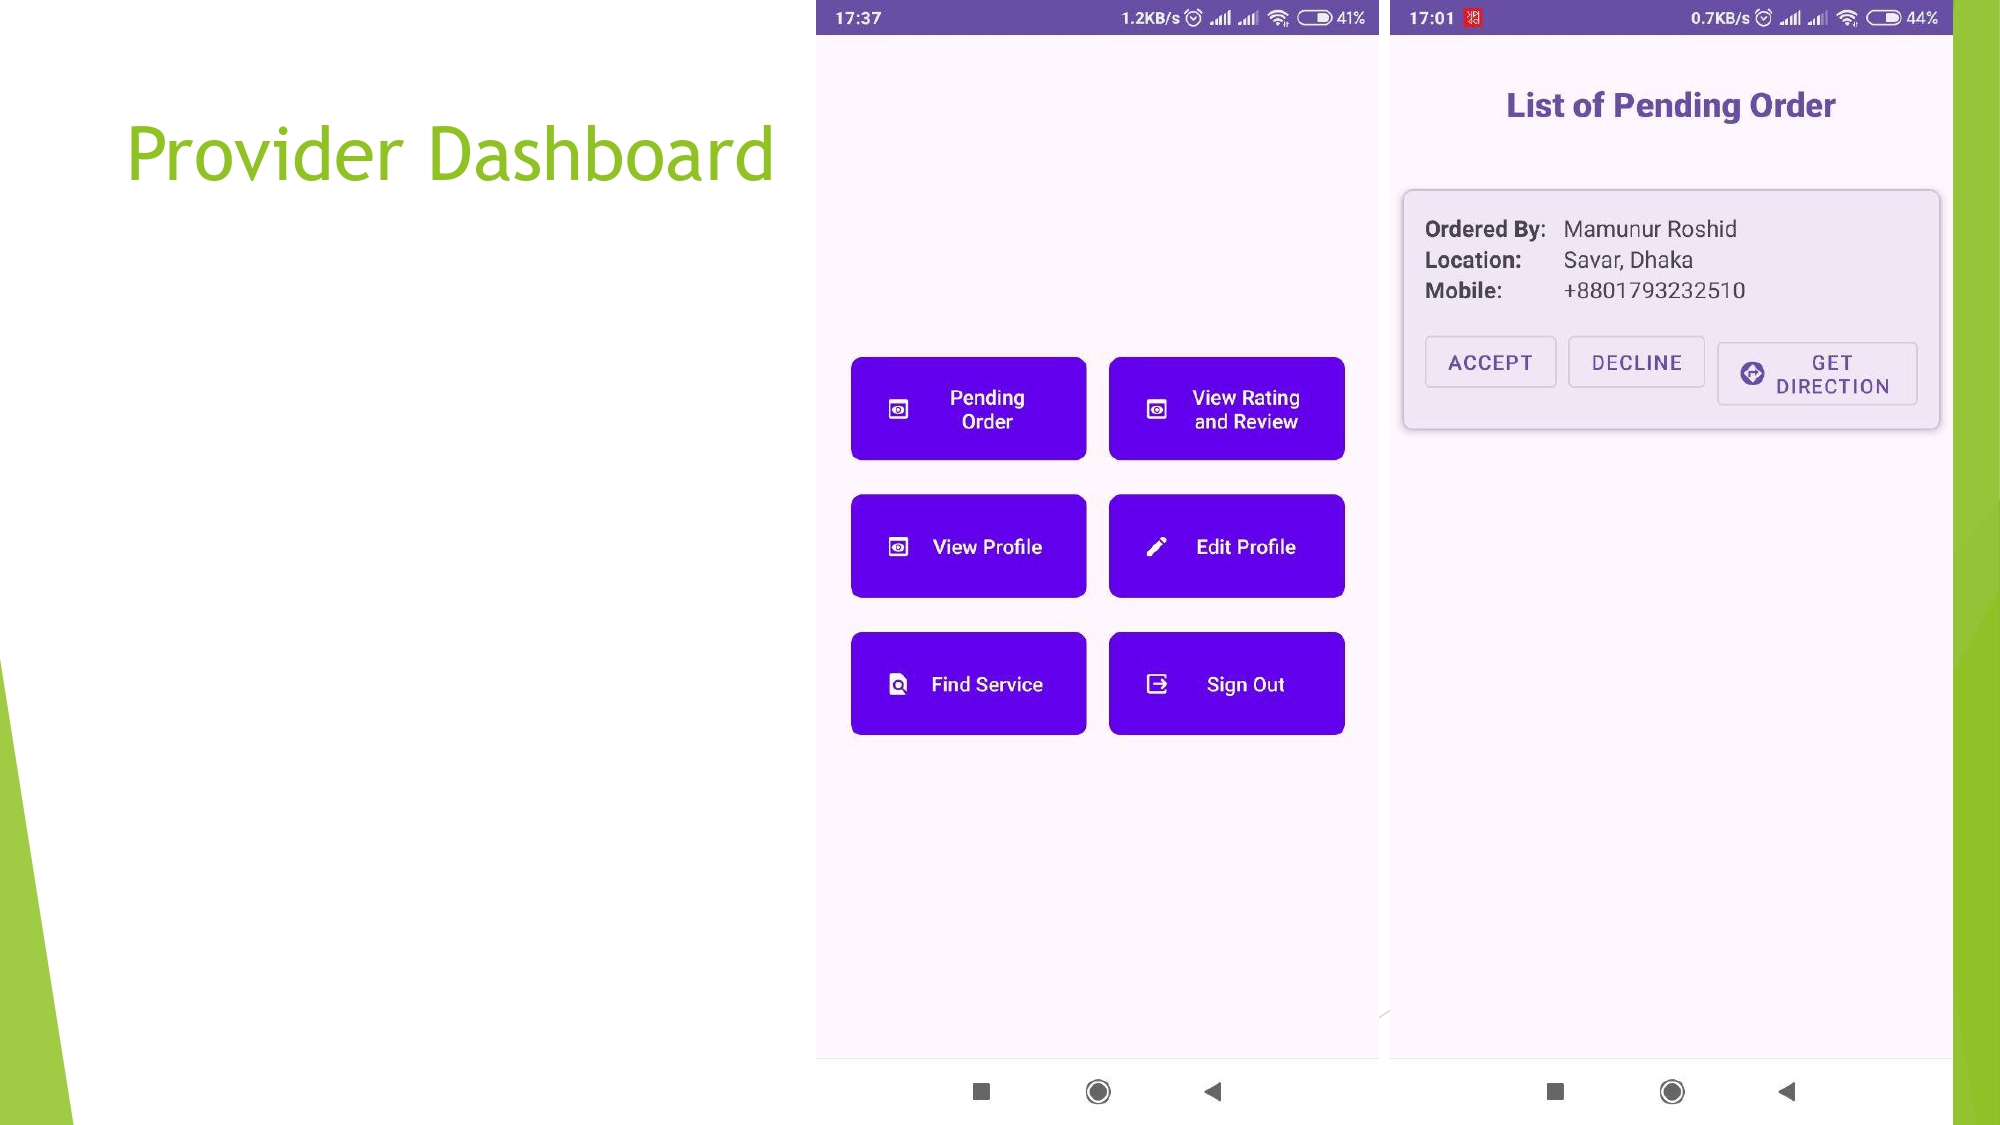 Provider Dashboard
17:37
1.2KB/s
41%
Pending
Order
View Rating
and Review
View Profile
Edit Profile
Find Service
Sign Out
17:01
0.7KB/s
44%
List of Pending Order
Ordered By: Mamunur Roshid
Location: Savar, Dhaka
Mobile: +8801793232510
ACCEPT
DECLINE
GET
DIRECTION